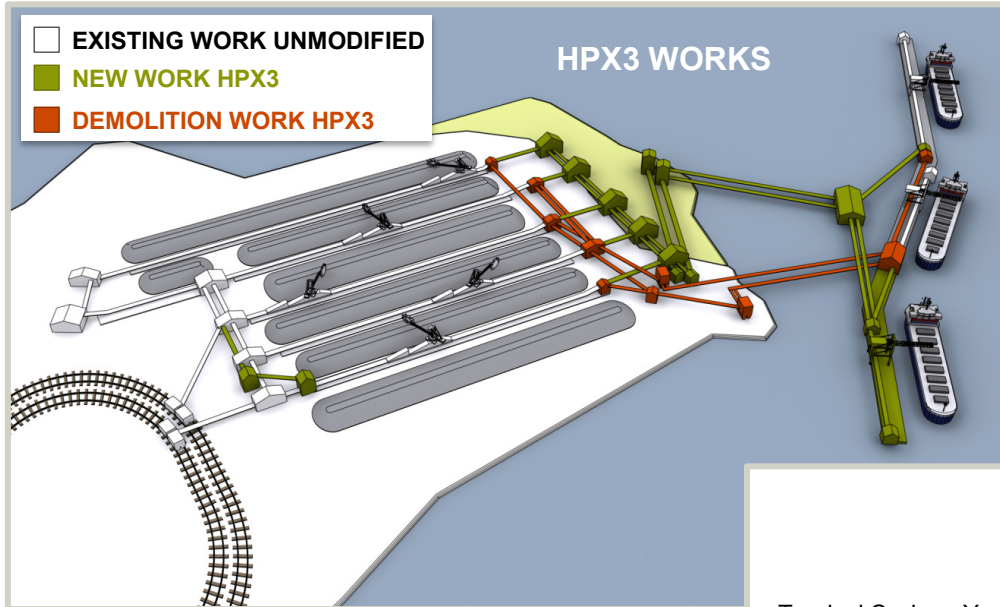 EXISTING WORK UNMODIFIED
NEW WORK HPX3
DEMOLITION WORK HPX3
HPX3 WORKS